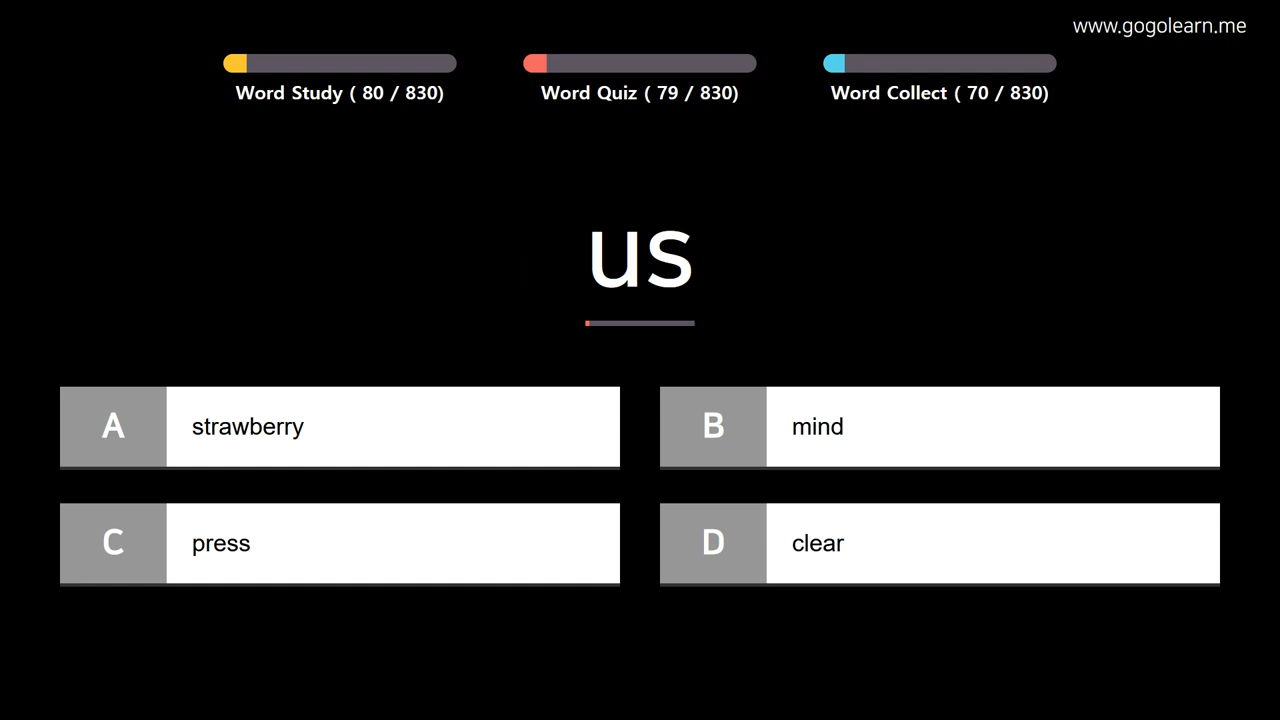 www.gogolearn.me
Word Study ( 80 / 830)
Word Quiz ( 79 / 830)
Word Collect ( 70 / 830)
us
A strawberry
B mind
C press
D clear